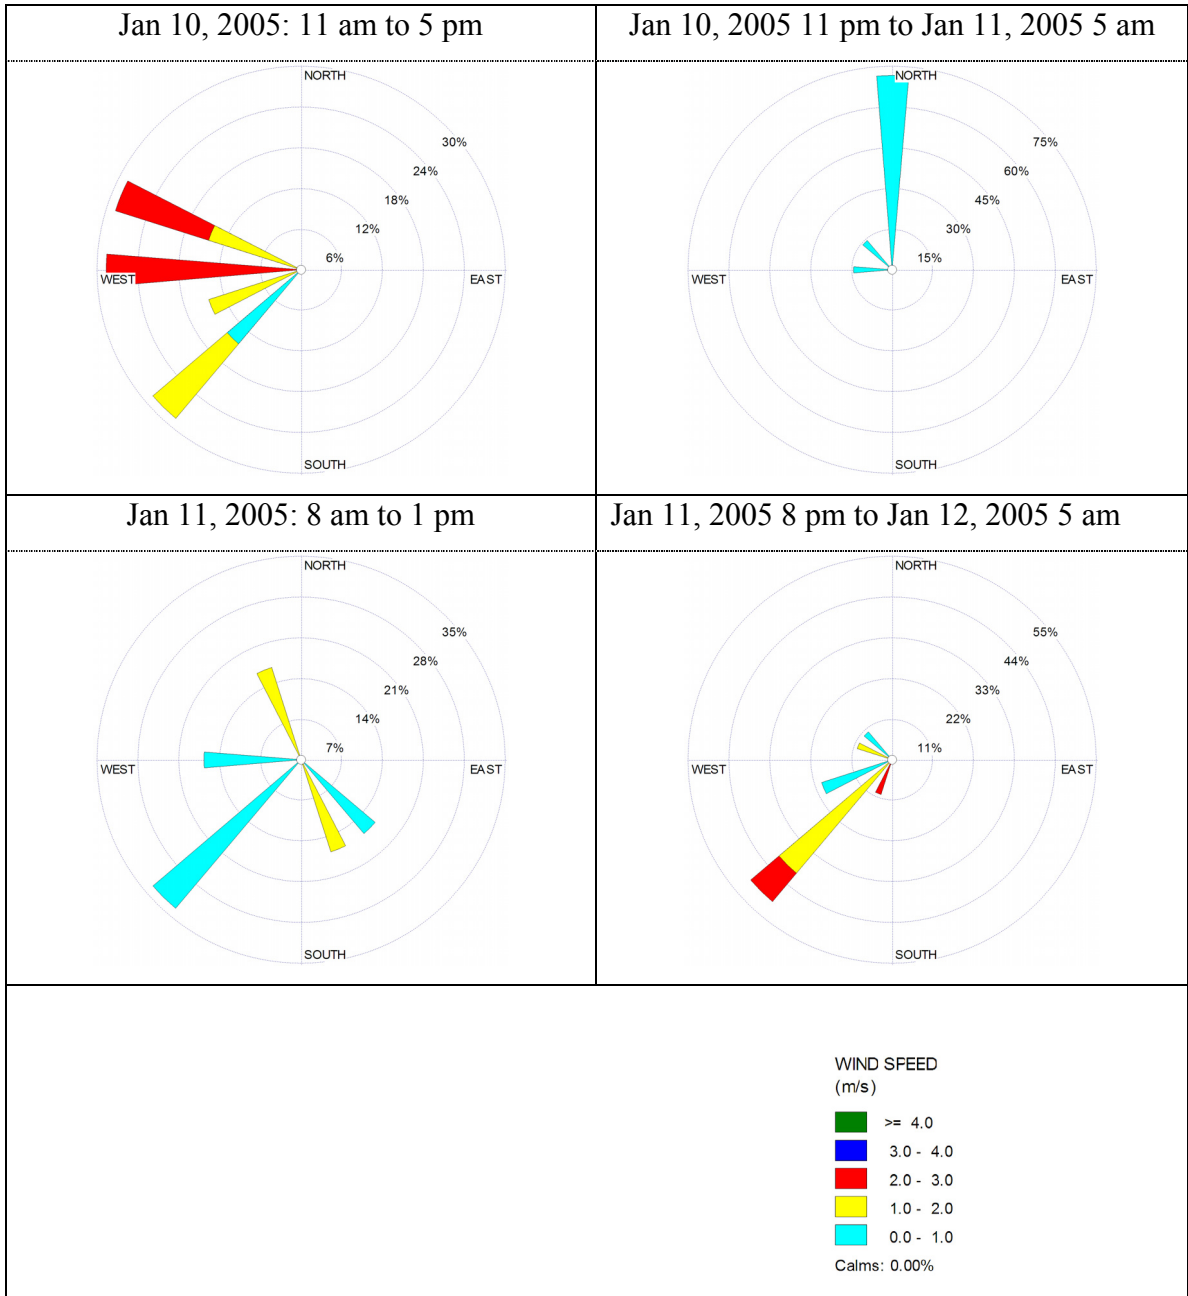 Jan 10, 2005: 11 am to 5 pm
NORTH
30%
24%
18%
12%
6%
WEST
EAST
SOUTH
Jan 10, 2005 11 pm to Jan 11, 2005 5 am
NORTH
75%
60%
45%
30%
15%
WEST
EAST
SOUTH
Jan 11, 2005: 8 am to 1 pm
NORTH
35%
28%
21%
14%
7%
WEST
EAST
SOUTH
Jan 11, 2005 8 pm to Jan 12, 2005 5 am
NORTH
55%
44%
33%
22%
11%
WEST
EAST
SOUTH
WIND SPEED
(m/s)
>= 4.0
3.0 - 4.0
2.0 - 3.0
1.0 - 2.0
0.0 - 1.0
Calms: 0.00%